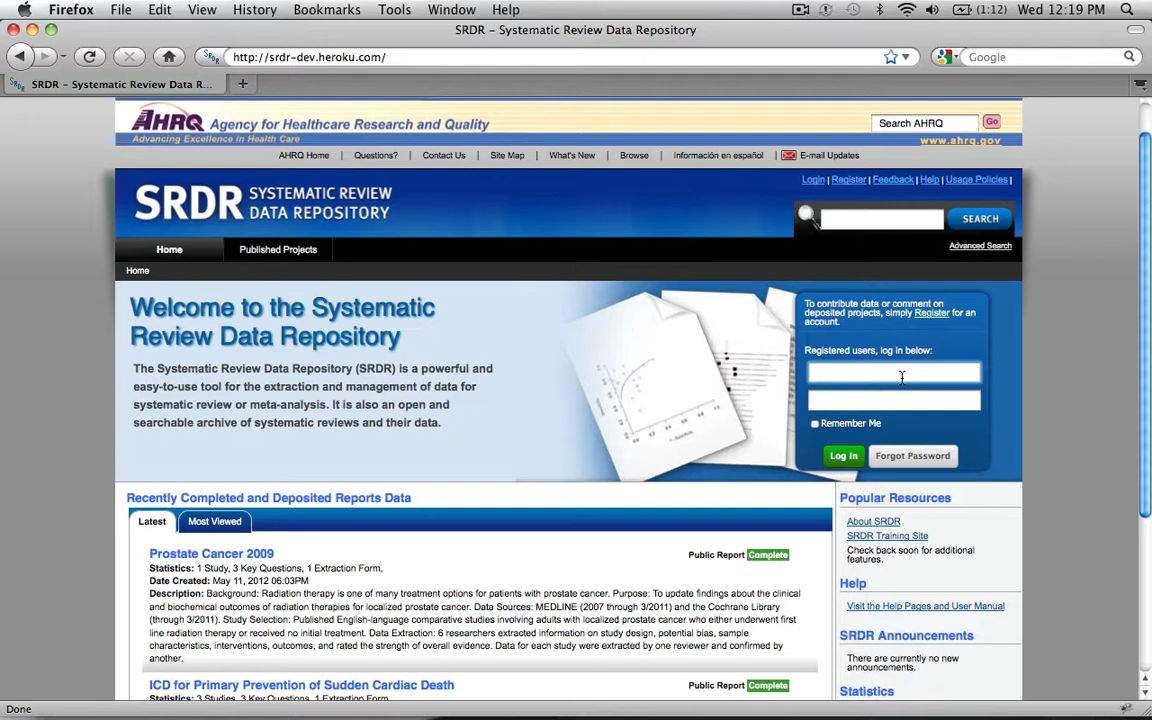 Firefox File Edit View History Bookmarks Tools Window Help (1:12) Wed 12:19 PM
SRDR – Systematic Review Data Repository
http://srdr-dev.heroku.com/ Google
SRDR – Systematic Review Data R...
AHRQ Agency for Healthcare Research and Quality Search AHRQ Go
Advancing Excellence in Health Care www.ahrq.gov
AHRQ Home | Questions? | Contact Us | Site Map | What's New | Browse | Información en español | E-mail Updates
Login | Register | Feedback | Help | Usage Policies |
SRDR SYSTEMATIC REVIEW
DATA REPOSITORY
SEARCH
Advanced Search
Home Published Projects
Home
Welcome to the Systematic
Review Data Repository
The Systematic Review Data Repository (SRDR) is a powerful and
easy-to-use tool for the extraction and management of data for
systematic review or meta-analysis. It is also an open and
searchable archive of systematic reviews and their data.
To contribute data or comment on
deposited projects, simply Register for an
account.
Registered users, log in below:
Remember Me
Log In Forgot Password
Recently Completed and Deposited Reports Data
Latest Most Viewed
Prostate Cancer 2009 Public Report Complete
Statistics: 1 Study, 3 Key Questions, 1 Extraction Form,
Date Created: May 11, 2012 06:03PM
Description: Background: Radiation therapy is one of many treatment options for patients with prostate cancer. Purpose: To update findings about the clinical
and biochemical outcomes of radiation therapies for localized prostate cancer. Data Sources: MEDLINE (2007 through 3/2011) and the Cochrane Library
(through 3/2011). Study Selection: Published English-language comparative studies involving adults with localized prostate cancer who either underwent first
line radiation therapy or received no initial treatment. Data Extraction: 6 researchers extracted information on study design, potential bias, sample
characteristics, interventions, outcomes, and rated the strength of overall evidence. Data for each study were extracted by one reviewer and confirmed by
another.
ICD for Primary Prevention of Sudden Cardiac Death Public Report Complete
Statistics: 3 Studies, 3 Key Questions, 1 Extraction Form,
Popular Resources
About SRDR
SRDR Training Site
Check back soon for additional
features.
Help
Visit the Help Pages and User Manual
SRDR Announcements
There are currently no new
announcements.
Statistics
Done